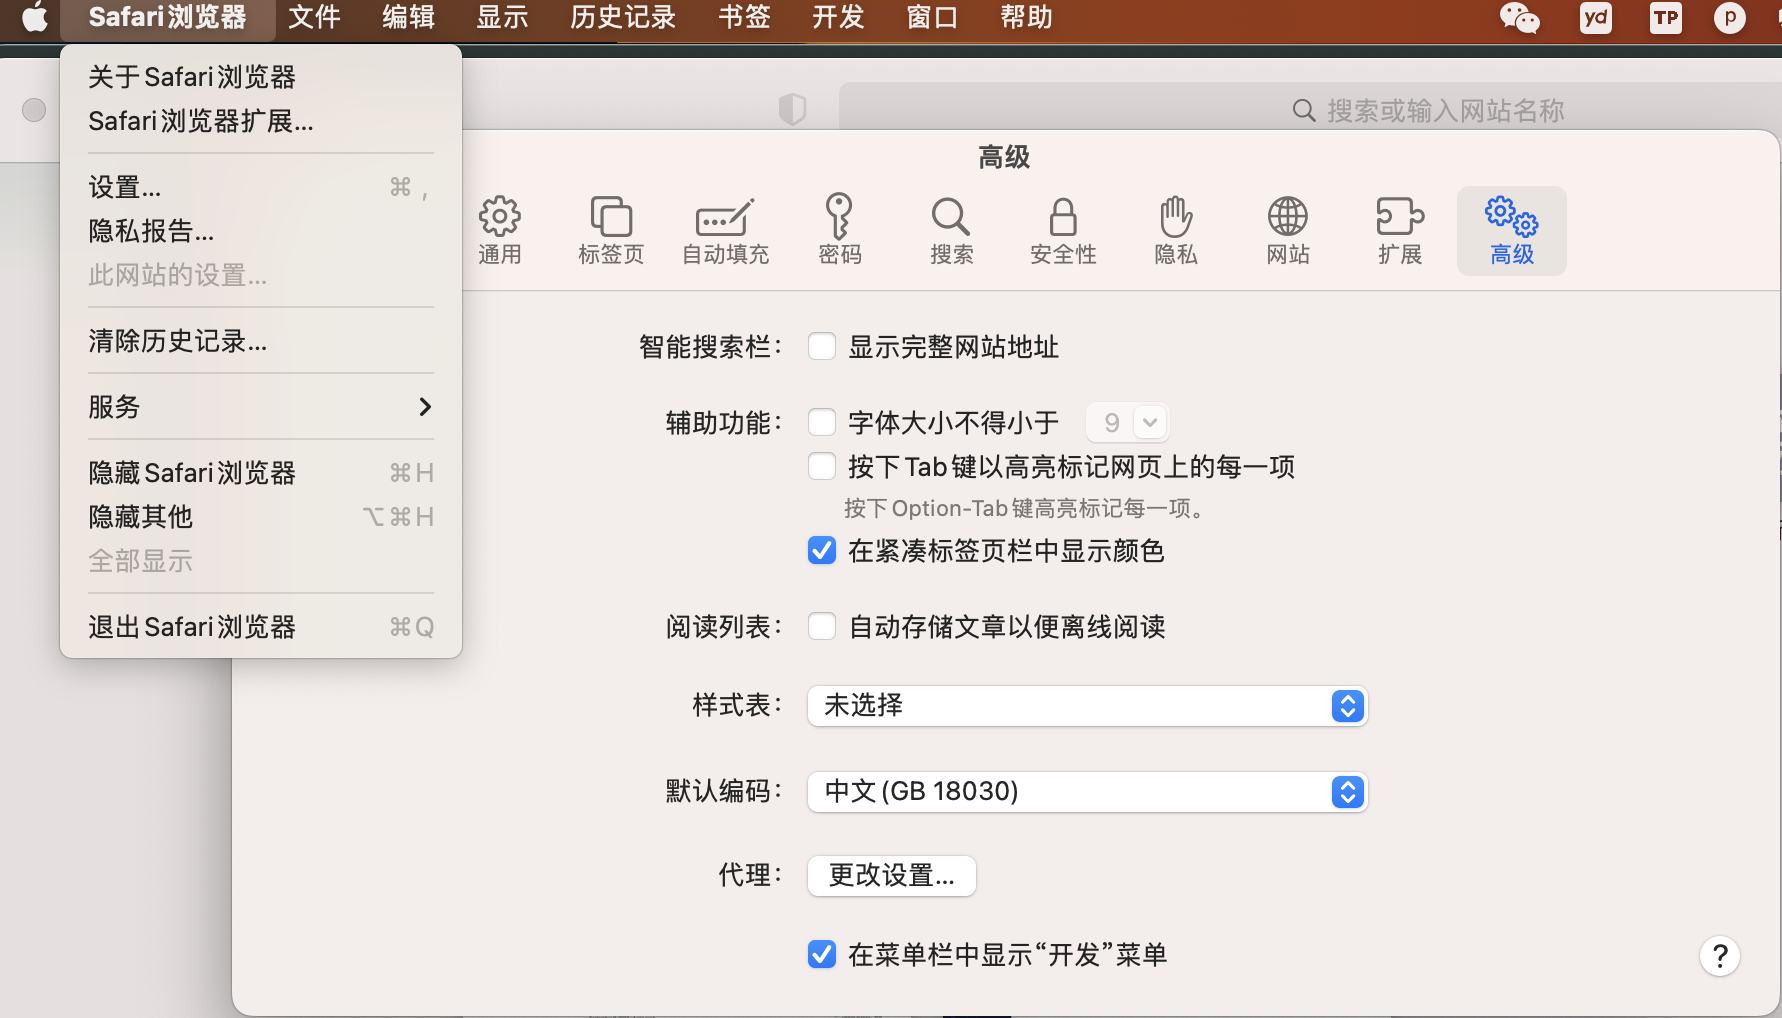 Safari浏览器 文件 编辑 显示 历史记录 书签 开发 窗口 帮助 yd TP p
关于Safari浏览器
Safari浏览器扩展...
设置... ⌘ ,
隐私报告...
此网站的设置...
清除历史记录...
服务
隐藏Safari浏览器 ⌘H
隐藏其他 ⌥⌘H
全部显示
退出Safari浏览器 ⌘Q
搜索或输入网站名称
高级
通用 标签页 自动填充 密码 搜索 安全性 隐私 网站 扩展 高级
智能搜索栏： 显示完整网站地址
辅助功能： 字体大小不得小于 9
按下Tab键以高亮标记网页上的每一项
按下Option-Tab键高亮标记每一项。
在紧凑标签页栏中显示颜色
阅读列表： 自动存储文章以便离线阅读
样式表： 未选择
默认编码： 中文(GB 18030)
代理： 更改设置...
在菜单栏中显示“开发”菜单
?